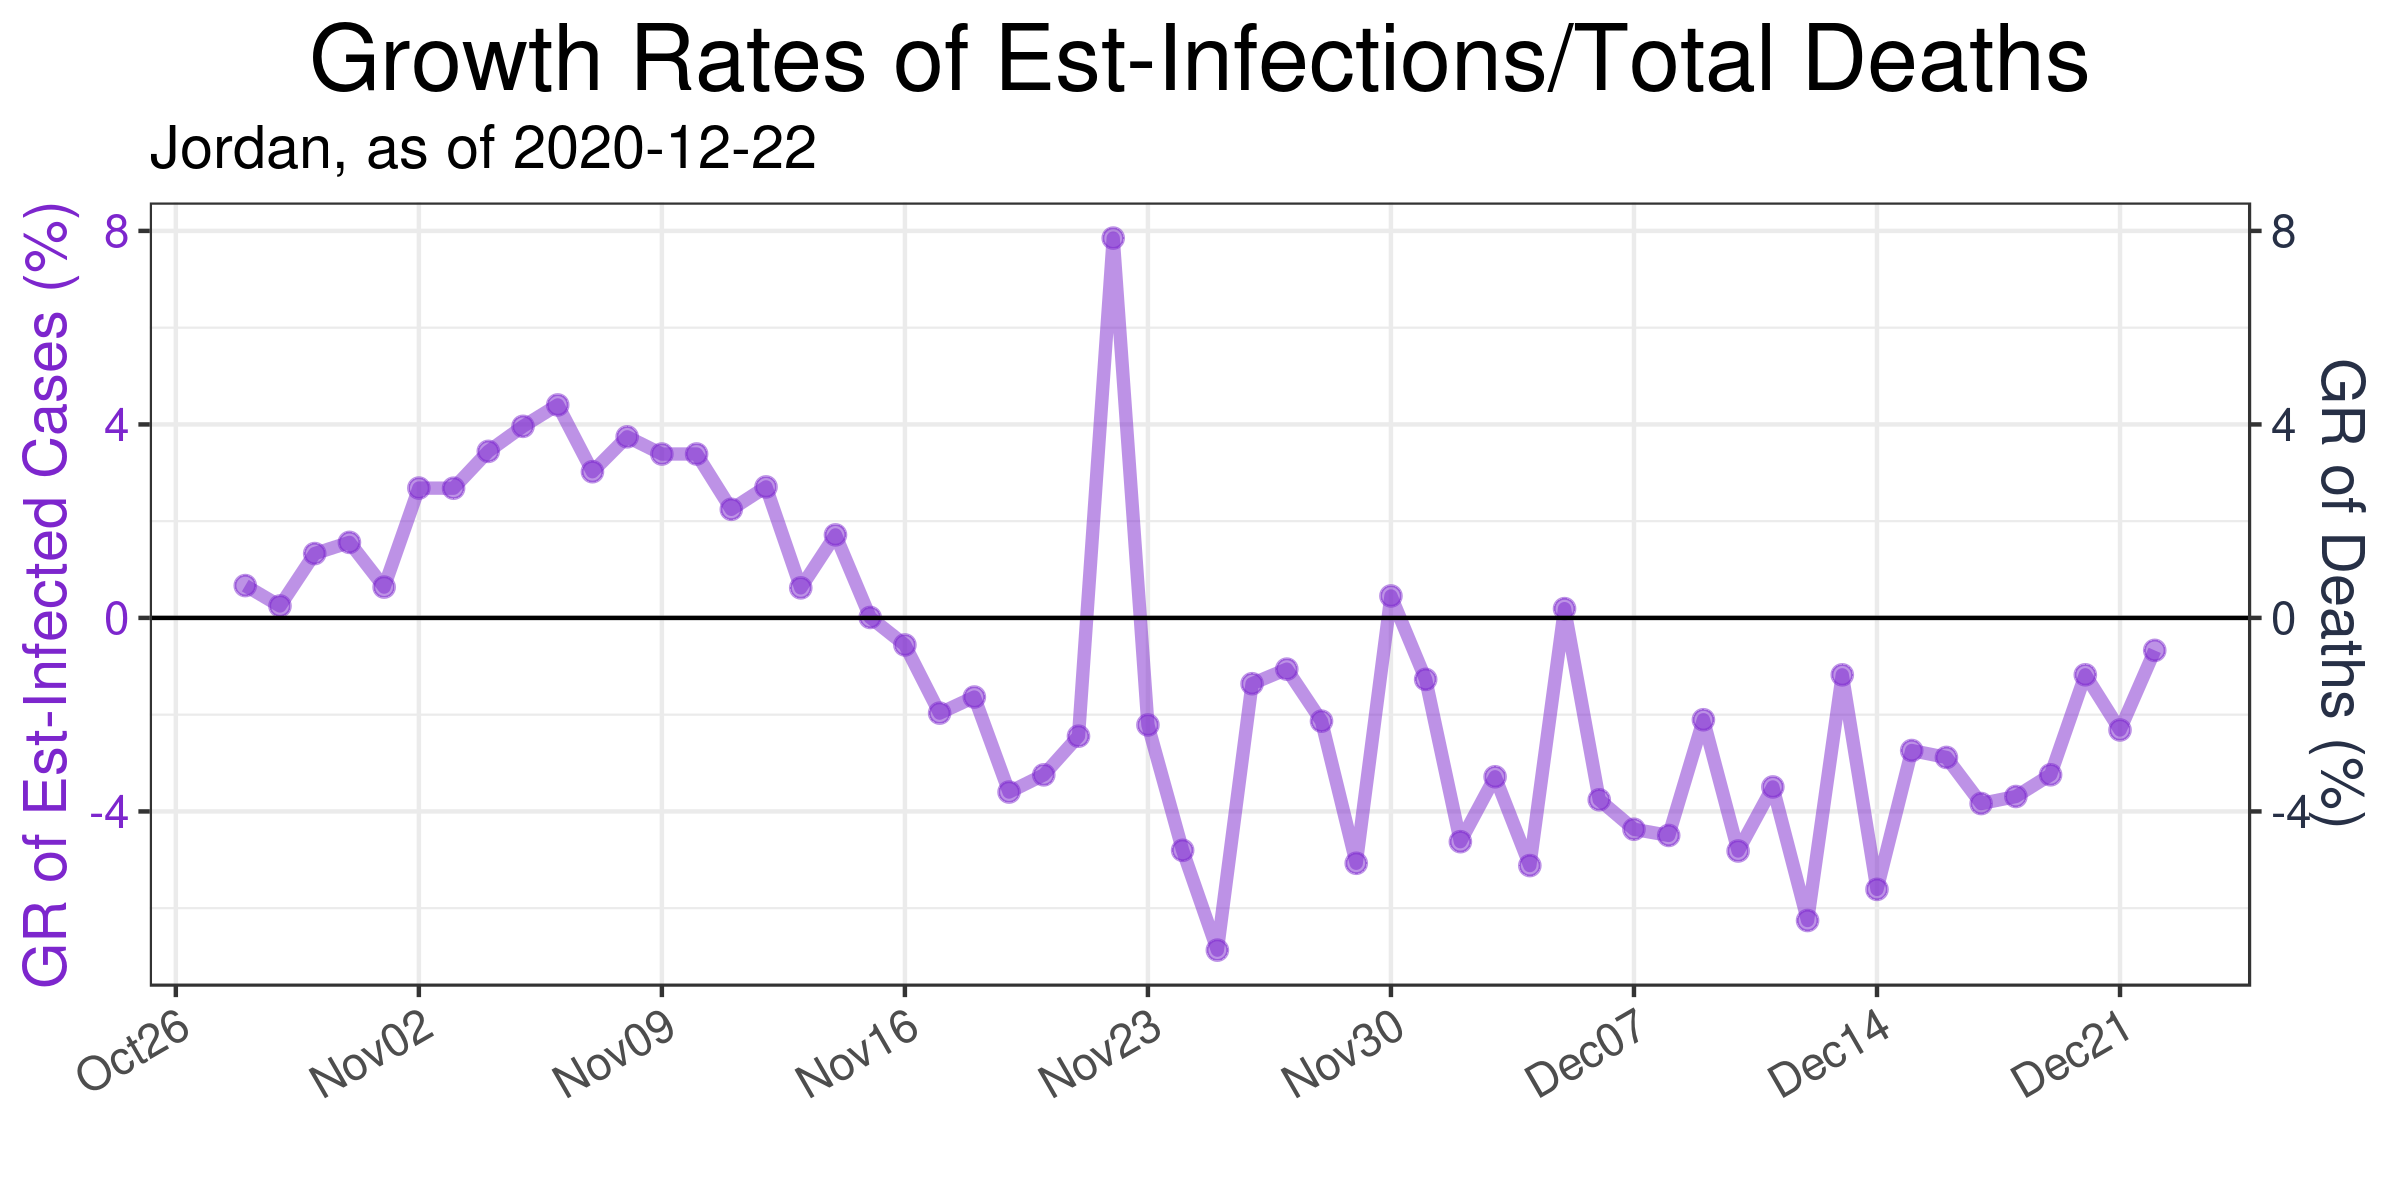 Growth Rates of Est-Infections/Total Deaths
Jordan, as of 2020-12-22
GR of Est-Infected Cases (%)
8
4
0
-4
8
4
0
-4
GR of Deaths (%)
Oct26
Nov02
Nov09
Nov16
Nov23
Nov30
Dec07
Dec14
Dec21